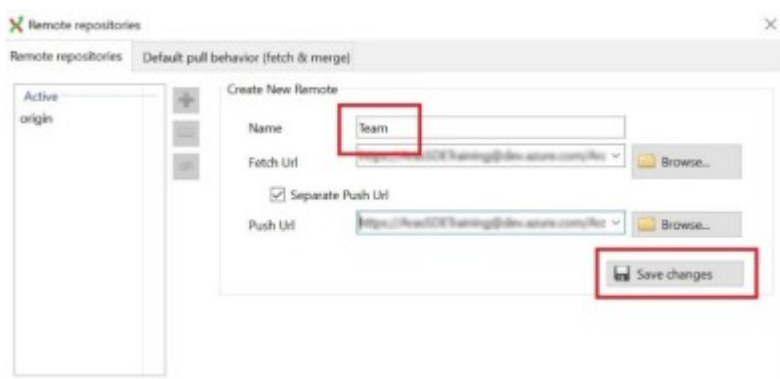 Remote repositories
Remote repositories Default pull behavior (fetch & merge)
Active
origin
Create New Remote
Name Team
Fetch Url Browse...
Separate Push Url
Push Url Browse...
Save changes